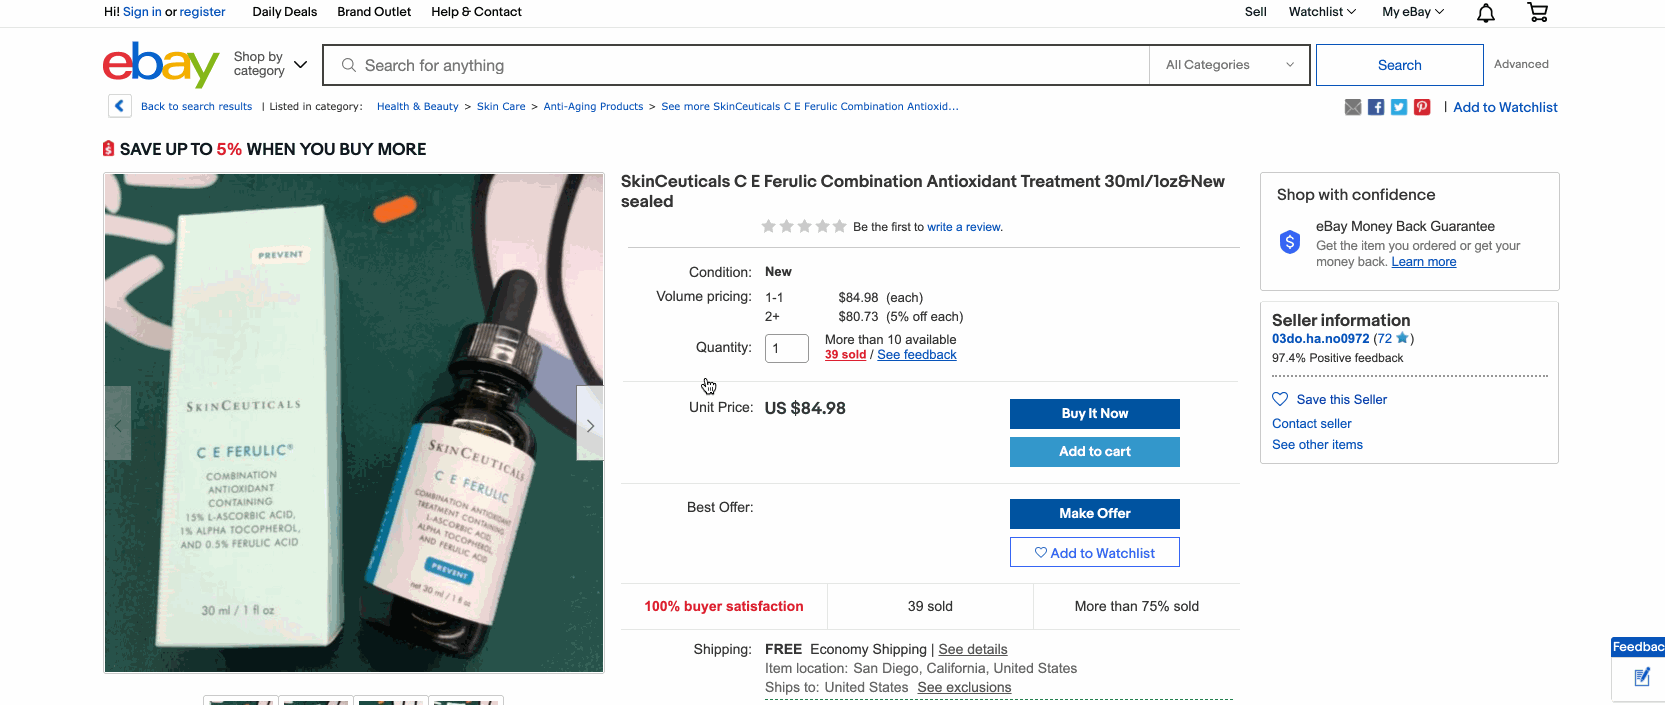 Hi! Sign in or register Daily Deals Brand Outlet Help & Contact Sell Watchlist My eBay
ebay Shop by category Search for anything All Categories Search Advanced
Back to search results | Listed in category: Health & Beauty > Skin Care > Anti-Aging Products > See more SkinCeuticals C E Ferulic Combination Antioxid... | Add to Watchlist
SAVE UP TO 5% WHEN YOU BUY MORE
PREVENT
SKINCEUTICALS
C E FERULIC®
COMBINATION
ANTIOXIDANT
CONTAINING
15% L-ASCORBIC ACID,
1% ALPHA TOCOPHEROL,
AND 0.5% FERULIC ACID
30 ml / 1 fl oz
SKINCEUTICALS
C E FERULIC
COMBINATION ANTIOXIDANT
TREATMENT CONTAINING
L-ASCORBIC ACID,
ALPHA TOCOPHEROL,
AND FERULIC ACID
PREVENT
net 30 ml / 1 fl oz
SkinCeuticals C E Ferulic Combination Antioxidant Treatment 30ml/1oz&New
sealed
Be the first to write a review.
Condition: New
Volume pricing: 1-1 $84.98 (each)
2+ $80.73 (5% off each)
Quantity: 1 More than 10 available
39 sold / See feedback
Unit Price: US $84.98
Buy It Now
Add to cart
Best Offer:
Make Offer
Add to Watchlist
100% buyer satisfaction 39 sold More than 75% sold
Shipping: FREE Economy Shipping | See details
Item location: San Diego, California, United States
Ships to: United States See exclusions
Shop with confidence
eBay Money Back Guarantee
Get the item you ordered or get your
money back. Learn more
Seller information
03do.ha.no0972 (72)
97.4% Positive feedback
Save this Seller
Contact seller
See other items
Feedbac